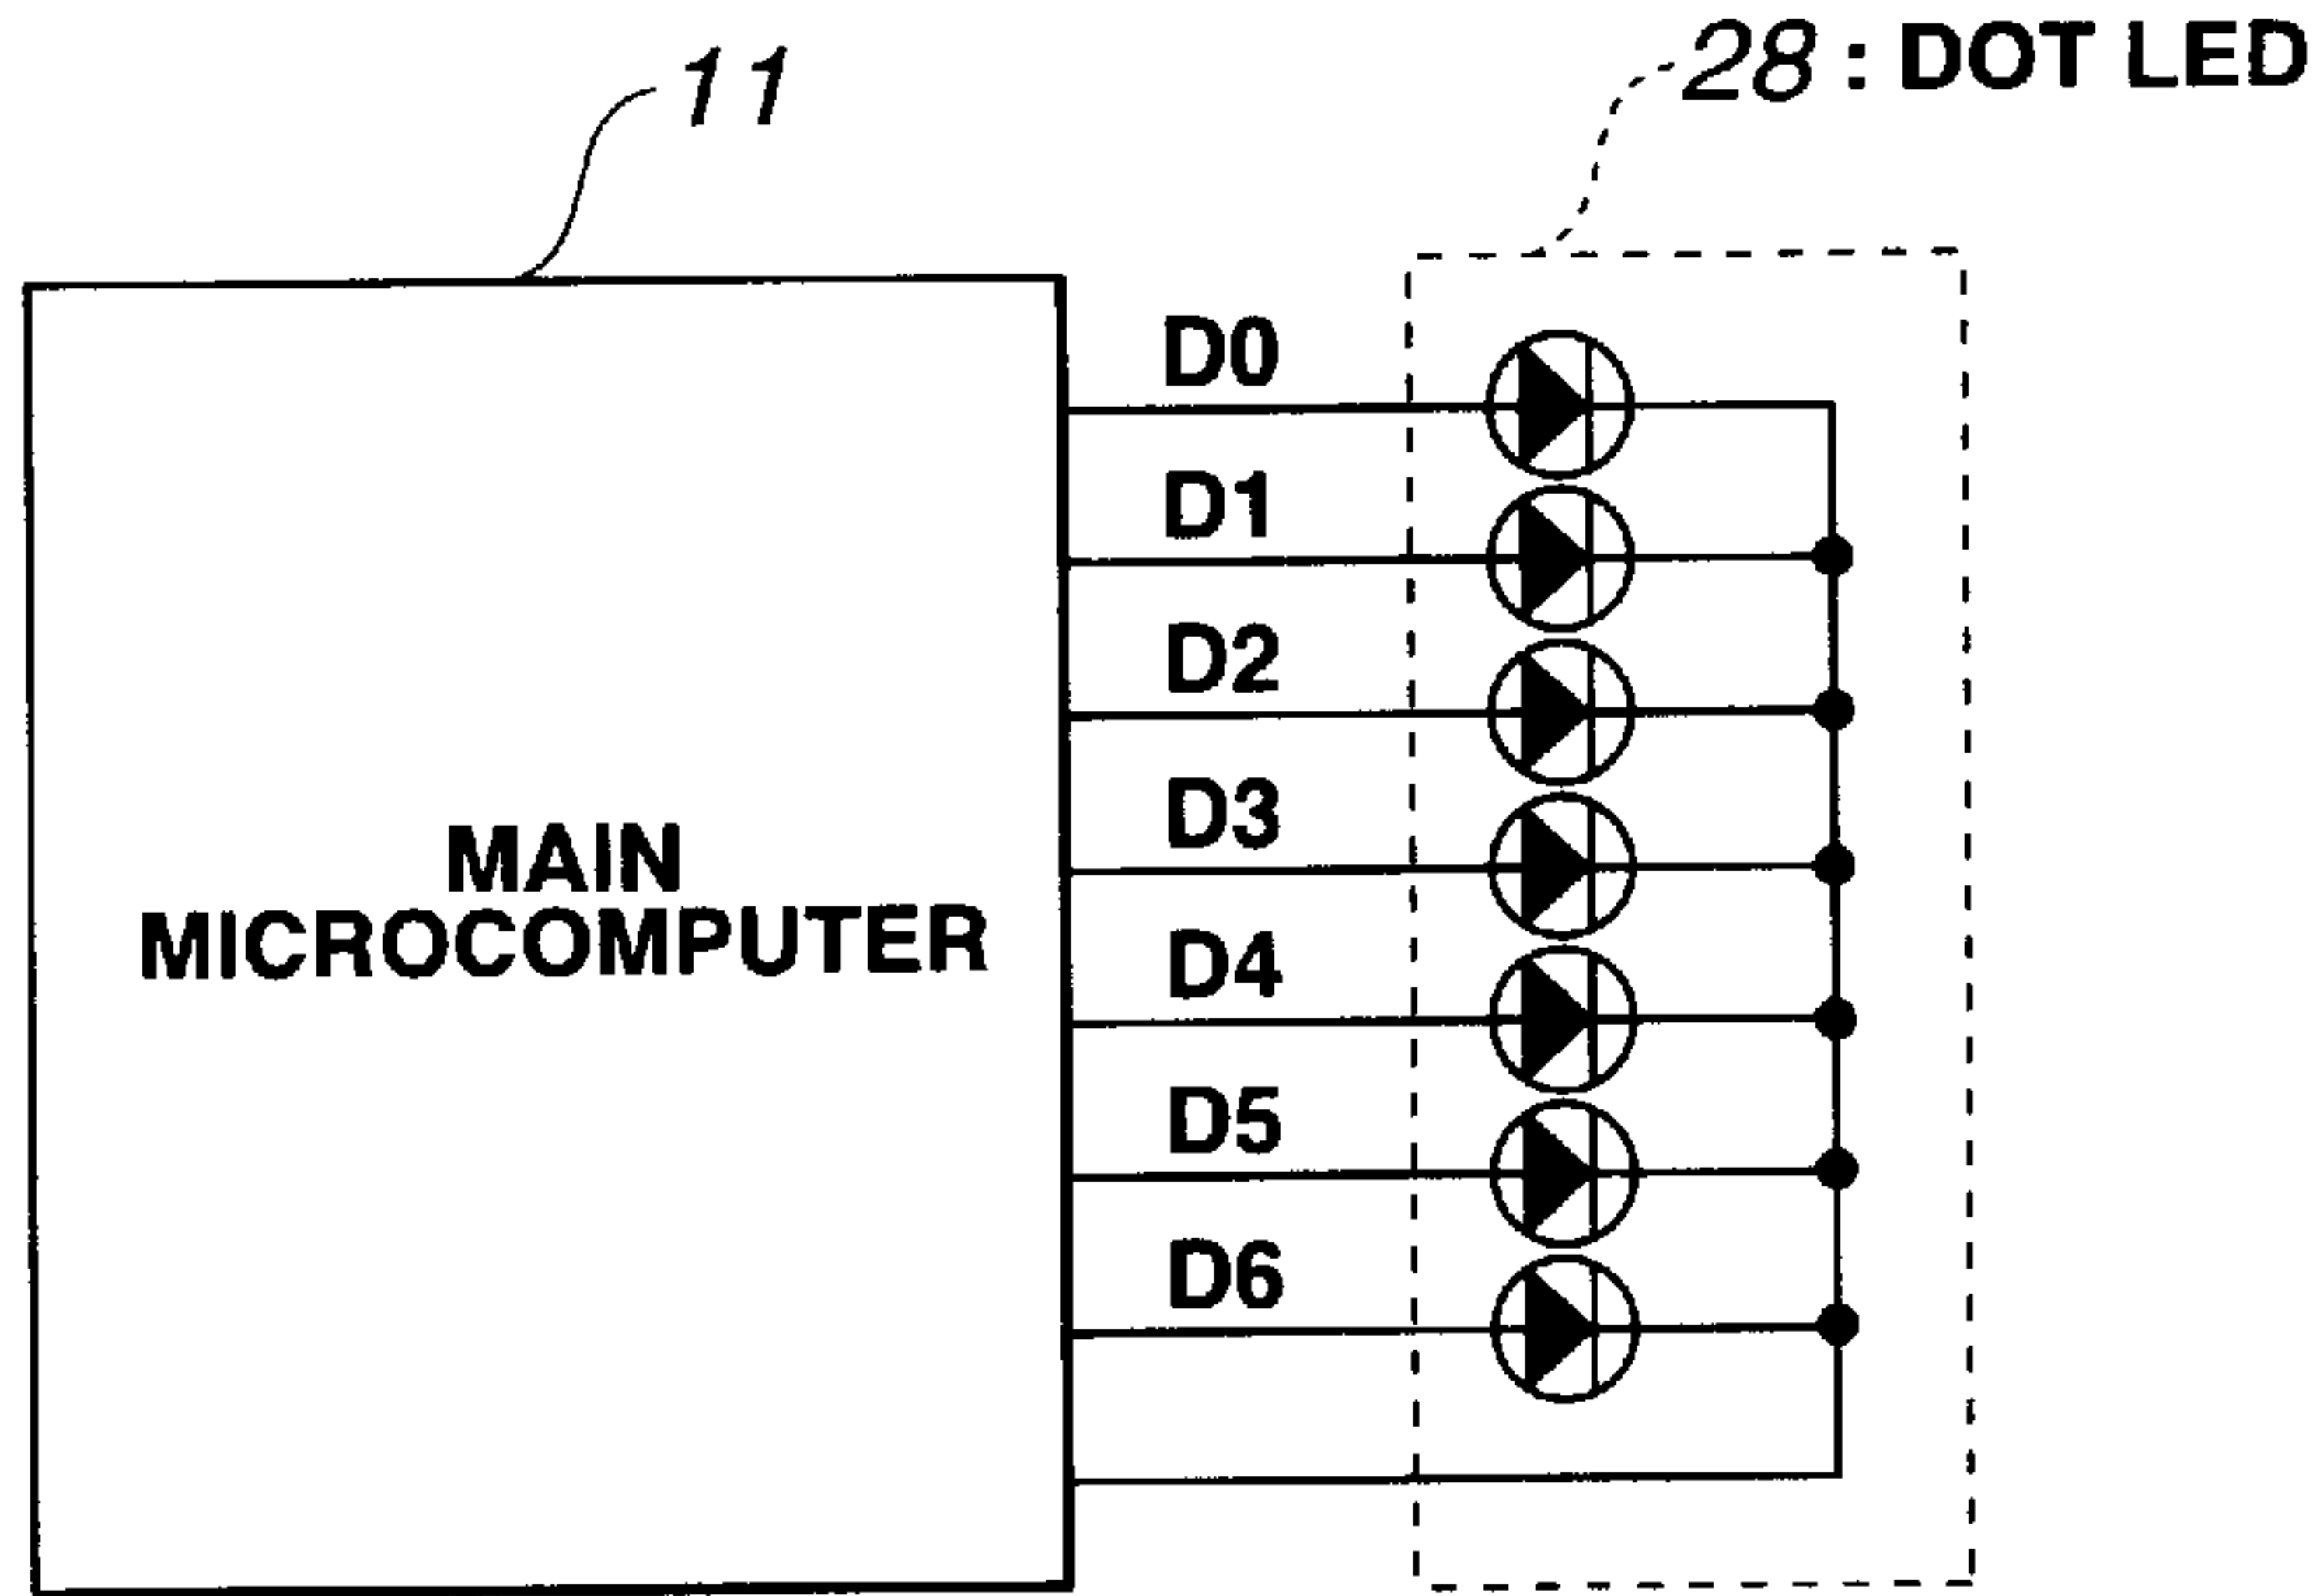 11
28 : DOT LED
D0
D1
D2
D3
MAIN
MICROCOMPUTER
D4
D5
D6